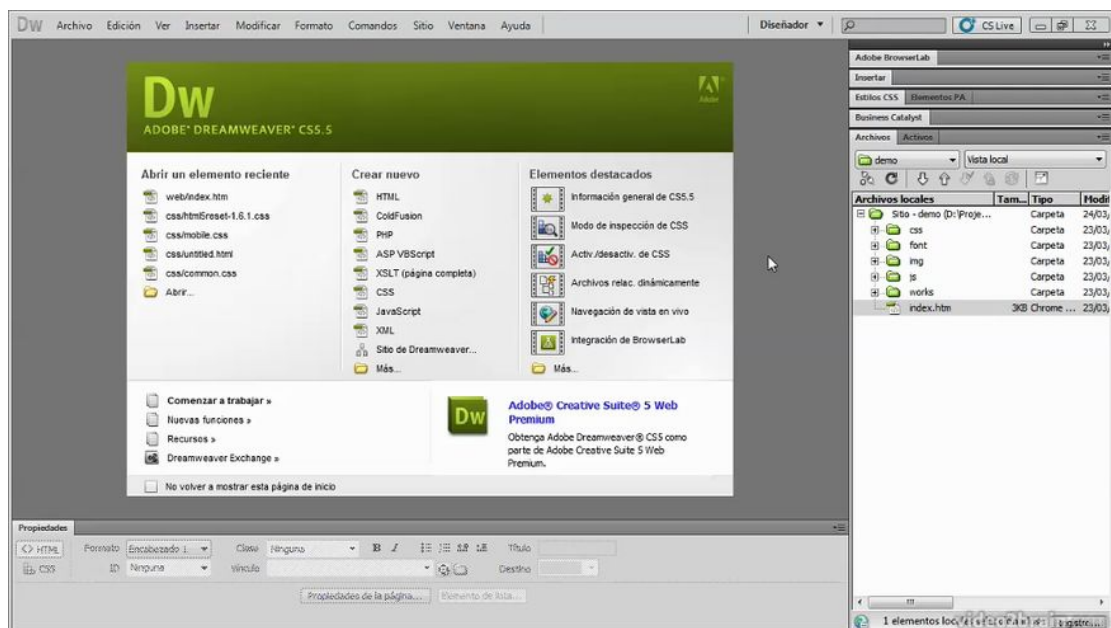 DW Archivo Edición Ver Insertar Modificar Formato Comandos Sitio Ventana Ayuda Diseñador CS Live
Dw
ADOBE® DREAMWEAVER® CS5.5
Adobe
Abrir un elemento reciente
web/index.htm
css/html5reset-1.6.1.css
css/mobile.css
css/untitled.html
css/common.css
Abrir...
Crear nuevo
HTML
ColdFusion
PHP
ASP VBScript
XSLT (página completa)
CSS
JavaScript
XML
Sitio de Dreamweaver...
Más...
Elementos destacados
Información general de CS5.5
Modo de inspección de CSS
Activ./desactiv. de CSS
Archivos relac. dinámicamente
Navegación de vista en vivo
Integración de BrowserLab
Más...
Comenzar a trabajar »
Nuevas funciones »
Recursos »
Dreamweaver Exchange »
Dw
Adobe® Creative Suite® 5 Web
Premium
Obtenga Adobe Dreamweaver® CS5 como
parte de Adobe Creative Suite 5 Web
Premium.
No volver a mostrar esta página de inicio
Adobe BrowserLab
Insertar
Estilos CSS Elementos PA
Business Catalyst
Archivos Activos
demo Vista local
Archivos locales Tam... Tipo Modif
Sitio - demo (D:\Proje... Carpeta 24/03/
css Carpeta 23/03/
font Carpeta 23/03/
img Carpeta 23/03/
js Carpeta 23/03/
works Carpeta 23/03/
index.htm 3KB Chrome ... 23/03/
Propiedades
<> HTML Formato Encabezado 1 Clase Ninguna B I Título
CSS ID Ninguna Vínculo Destino
Propiedades de la página... Elemento de lista...
1 elementos